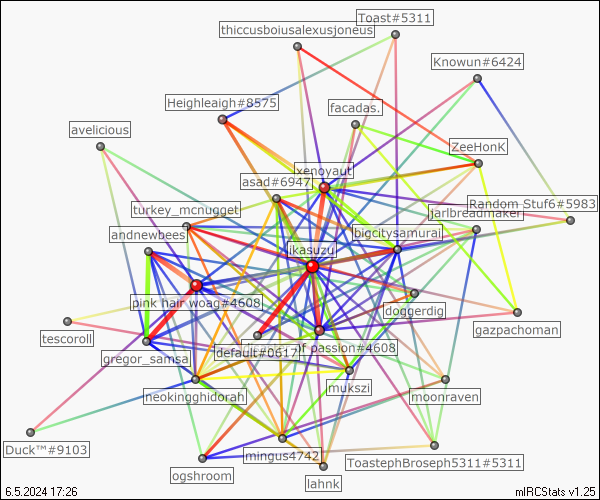 Toast#5311
thiccusboiusalexusjoneus
Knowun#6424
Heighleaigh#8575
facadas.
avelicious
ZeeHonK
xenoyaut
asad#6947
Random Stuf6#5983
turkey_mcnugget
jarlbreadmaker
andnewbees
bigcitysamurai
ikasuzu
pink hair woag#4608
doggerdig
gazpachoman
tescoroll
default#0617
of passion#4608
gregor_samsa
mukszi
neokingghidorah
moonraven
Duck™#9103
mingus4742
ToastephBroseph5311#5311
ogshroom
lahnk
6.5.2024 17:26
mIRCStats v1.25